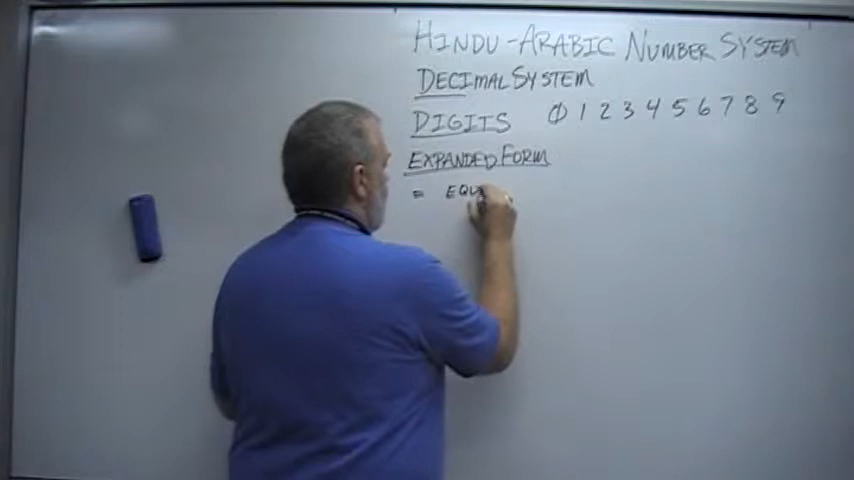 HINDU-ARABIC NUMBER SYSTEM
DECIMAL SYSTEM
DIGITS 0 1 2 3 4 5 6 7 8 9
EXPANDED FORM
= EQU